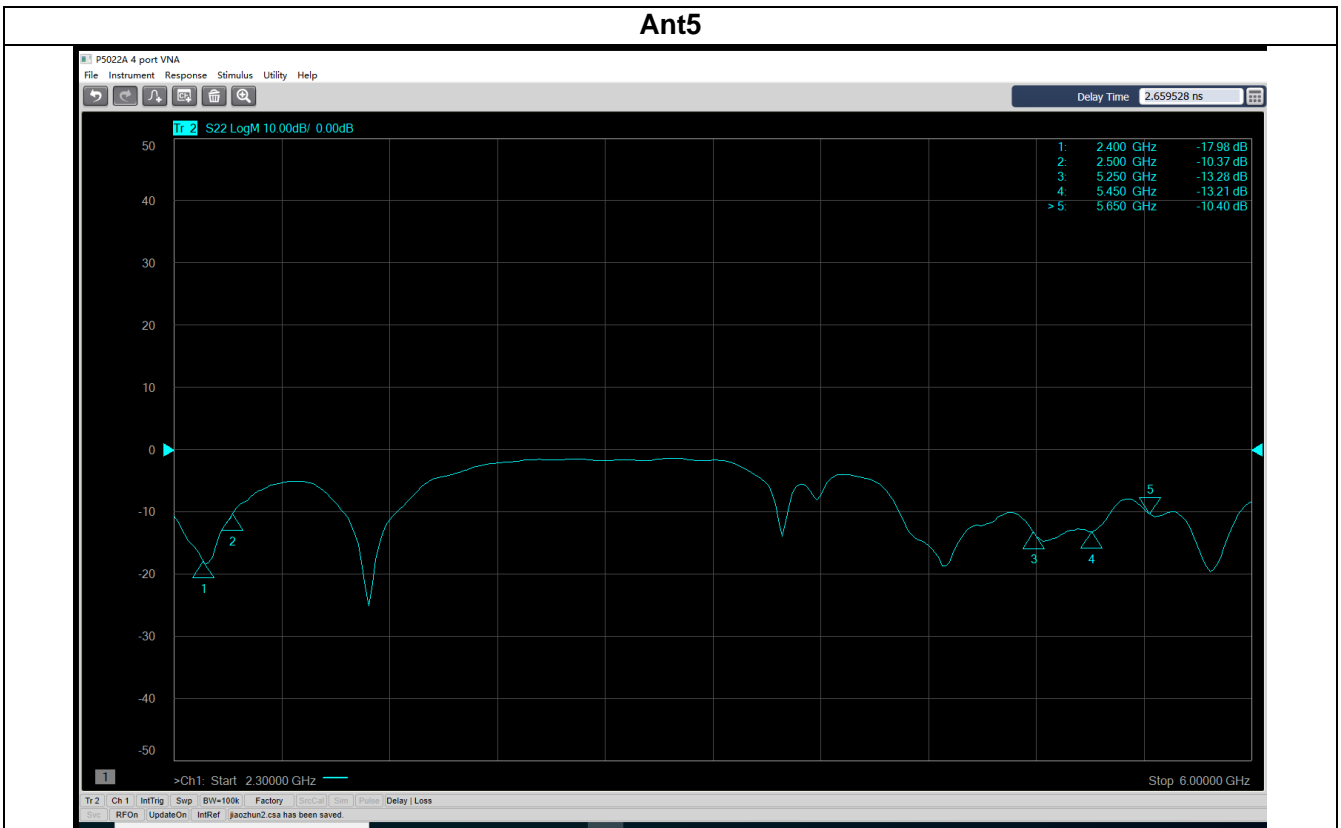 Ant5
P5022A 4 port VNA
File Instrument Response Stimulus Utility Help
Delay Time 2.659528 ns
Tr 2 S22 LogM 10.00dB/ 0.00dB
1: 2.400 GHz -17.98 dB
2: 2.500 GHz -10.37 dB
3: 5.250 GHz -13.28 dB
4: 5.450 GHz -13.21 dB
> 5: 5.650 GHz -10.40 dB
50
40
30
20
10
0
-10
-20
-30
-40
-50
1
2
3
4
5
1 >Ch1: Start 2.30000 GHz Stop 6.00000 GHz
Tr 2 Ch 1 IntTrig Swp BW=100k Factory SrcCal Sim Pulse Delay | Loss
Svc RFOn UpdateOn IntRef jiaozhun2.csa has been saved.